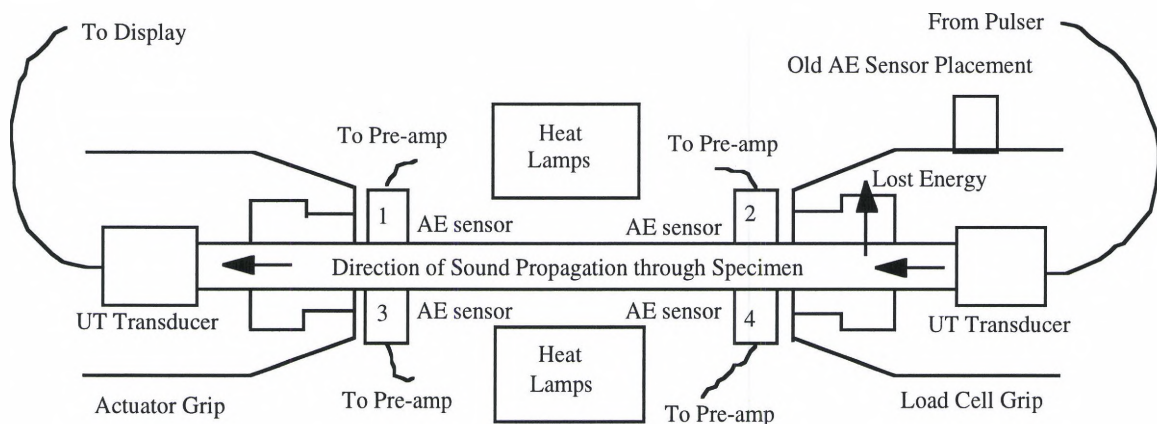 To Display
From Pulser
Old AE Sensor Placement
To Pre-amp
Heat
Lamps
To Pre-amp
Lost Energy
1
AE sensor
AE sensor
2
Direction of Sound Propagation through Specimen
UT Transducer
3
AE sensor
AE sensor
4
UT Transducer
Heat
Lamps
Actuator Grip
To Pre-amp
To Pre-amp
Load Cell Grip